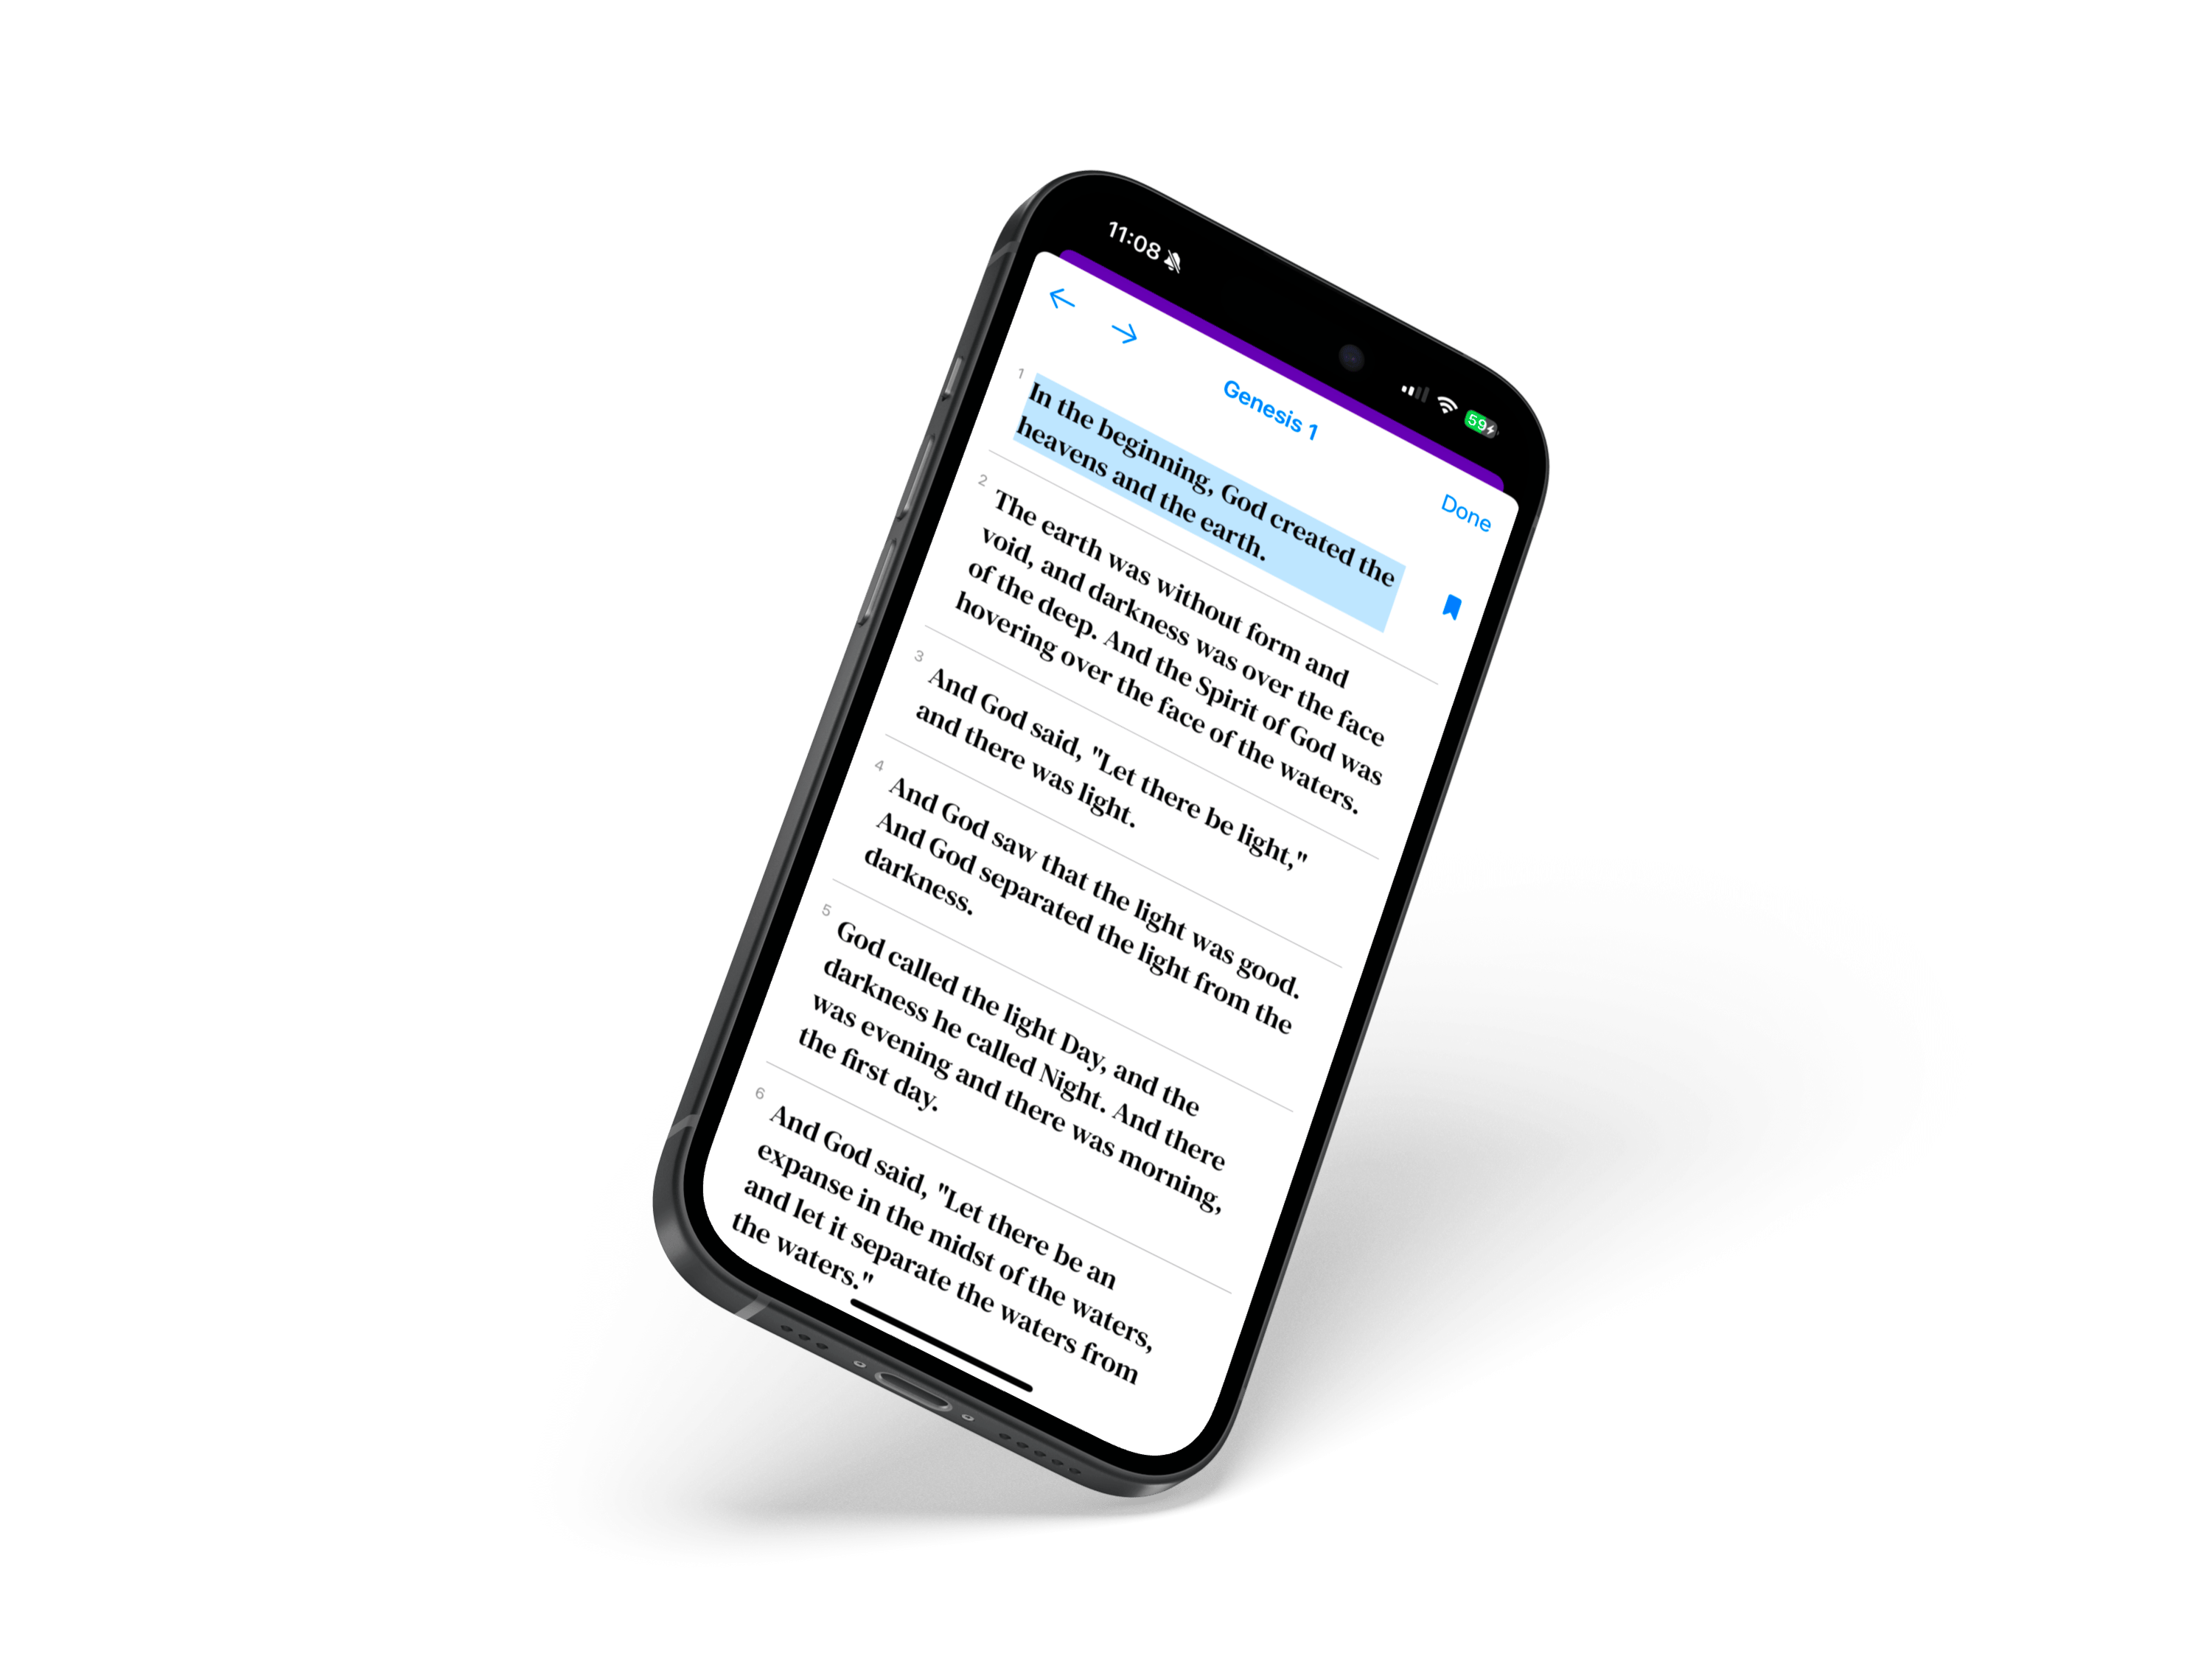 11:08
59
Genesis 1
Done
1
In the beginning, God created the
heavens and the earth.
2
The earth was without form and
void, and darkness was over the face
of the deep. And the Spirit of God was
hovering over the face of the waters.
3
And God said, "Let there be light,"
and there was light.
4
And God saw that the light was good.
And God separated the light from the
darkness.
5
God called the light Day, and the
darkness he called Night. And there
was evening and there was morning,
the first day.
6
And God said, "Let there be an
expanse in the midst of the waters,
and let it separate the waters from
the waters."